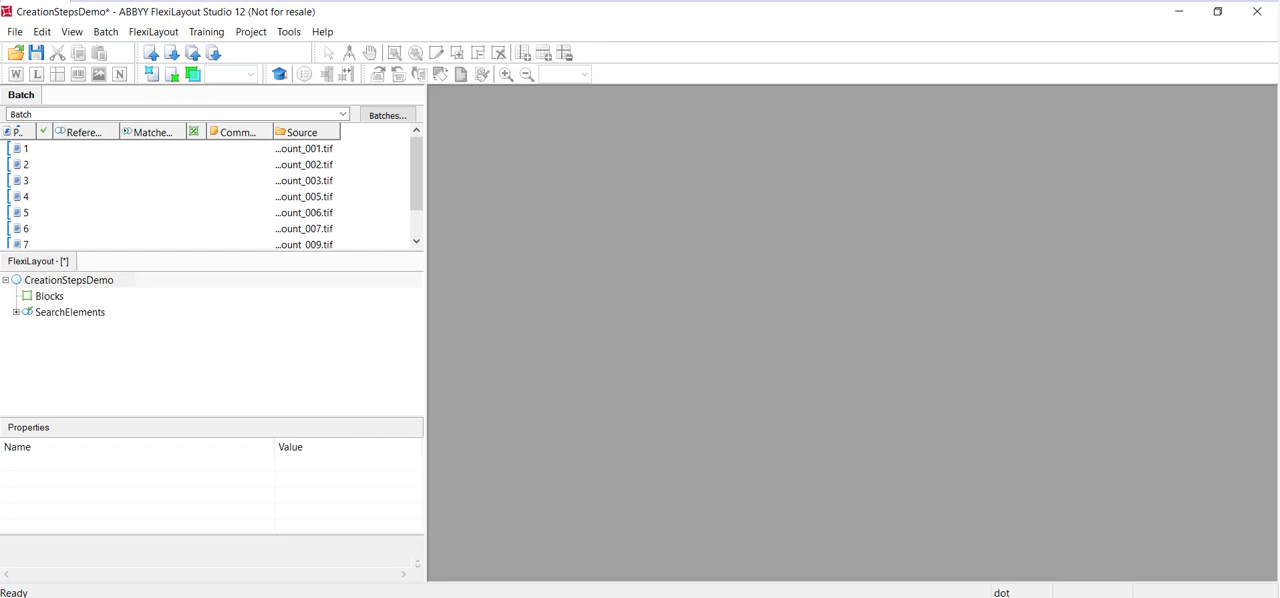 CreationStepsDemo* - ABBYY FlexiLayout Studio 12 (Not for resale)
File Edit View Batch FlexiLayout Training Project Tools Help
W L N
Batch
Batch Batches...
P.. Refere... Matche... Comm... Source
1 ...ount_001.tif
2 ...ount_002.tif
3 ...ount_003.tif
4 ...ount_005.tif
5 ...ount_006.tif
6 ...ount_007.tif
7 ...ount_009.tif
FlexiLayout - [*]
CreationStepsDemo
Blocks
SearchElements
Properties
Name Value
Ready dot